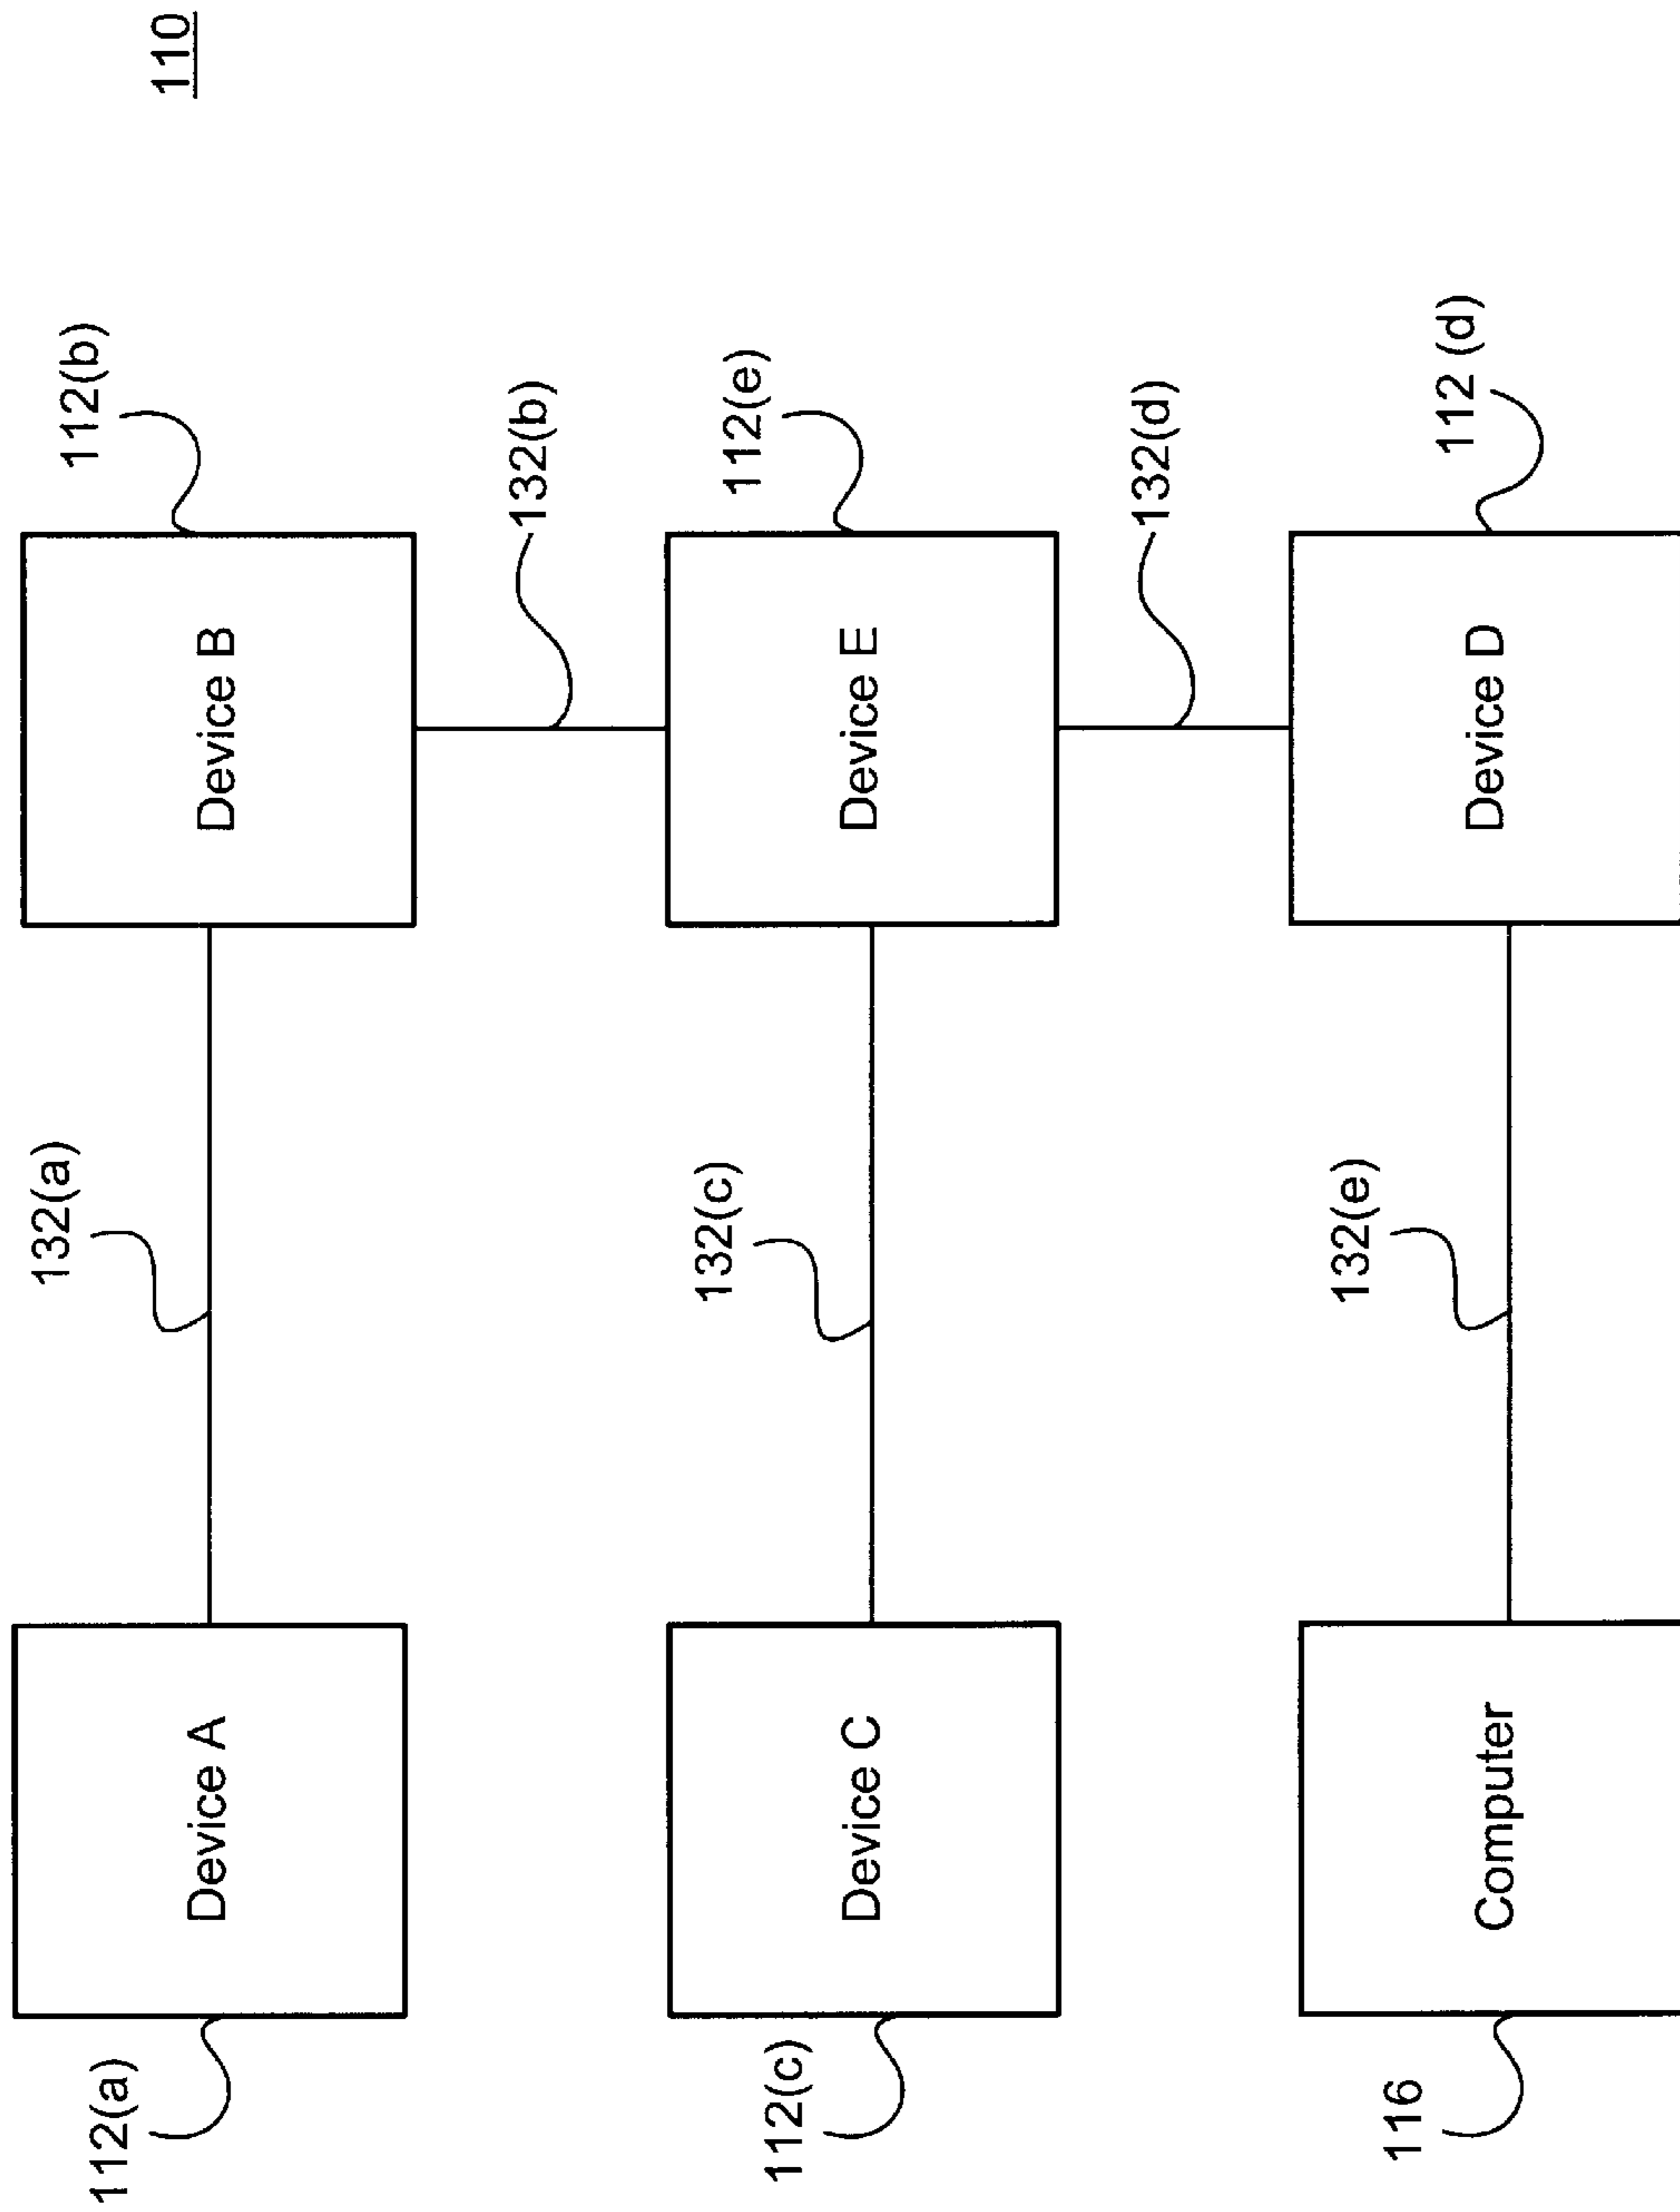 110
112(b)
132(b)
112(e)
132(d)
112 (d)
Device B
Device E
Device D
132(a)
132(c)
132(e)
Device A
Device C
Computer
112(a)
112(c)
116